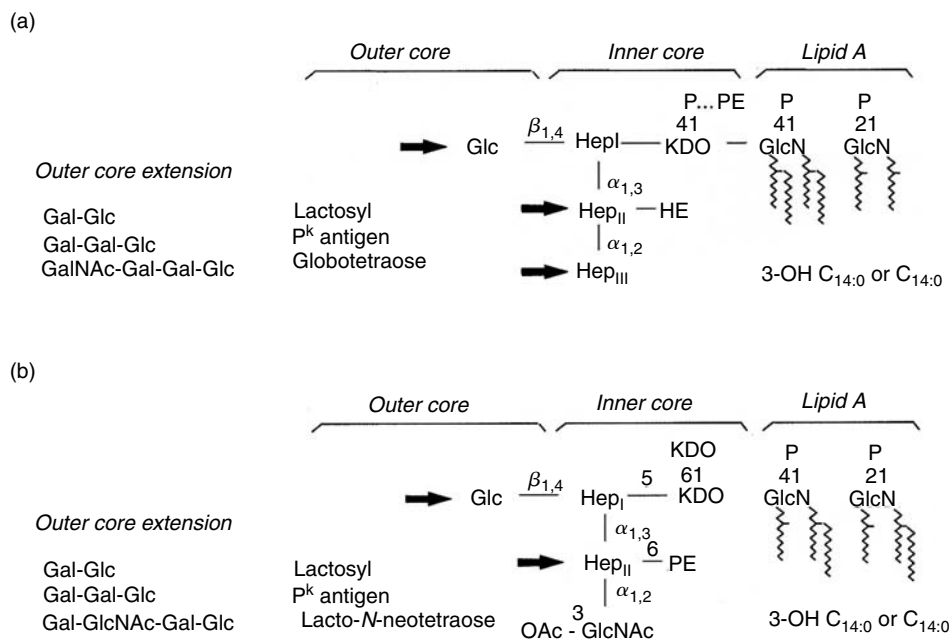 (a)
Outer core Inner core Lipid A
P...PE P P
41 41 21
Glc β1,4 HepI KDO GlcN GlcN
α1,3
Outer core extension
HepII HE
Gal-Glc Lactosyl
α1,2
Gal-Gal-Glc Pk antigen
GalNAc-Gal-Gal-Glc Globotetraose HepIII 3-OH C14:0 or C14:0
(b)
Outer core Inner core Lipid A
KDO P P
5 61 41 21
Glc β1,4 HepI KDO GlcN GlcN
α1,3
Outer core extension
6
HepII PE
Gal-Glc Lactosyl
α1,2
Gal-Gal-Glc Pk antigen
3
Gal-GlcNAc-Gal-Glc Lacto-N-neotetraose OAc - GlcNAc 3-OH C14:0 or C14:0